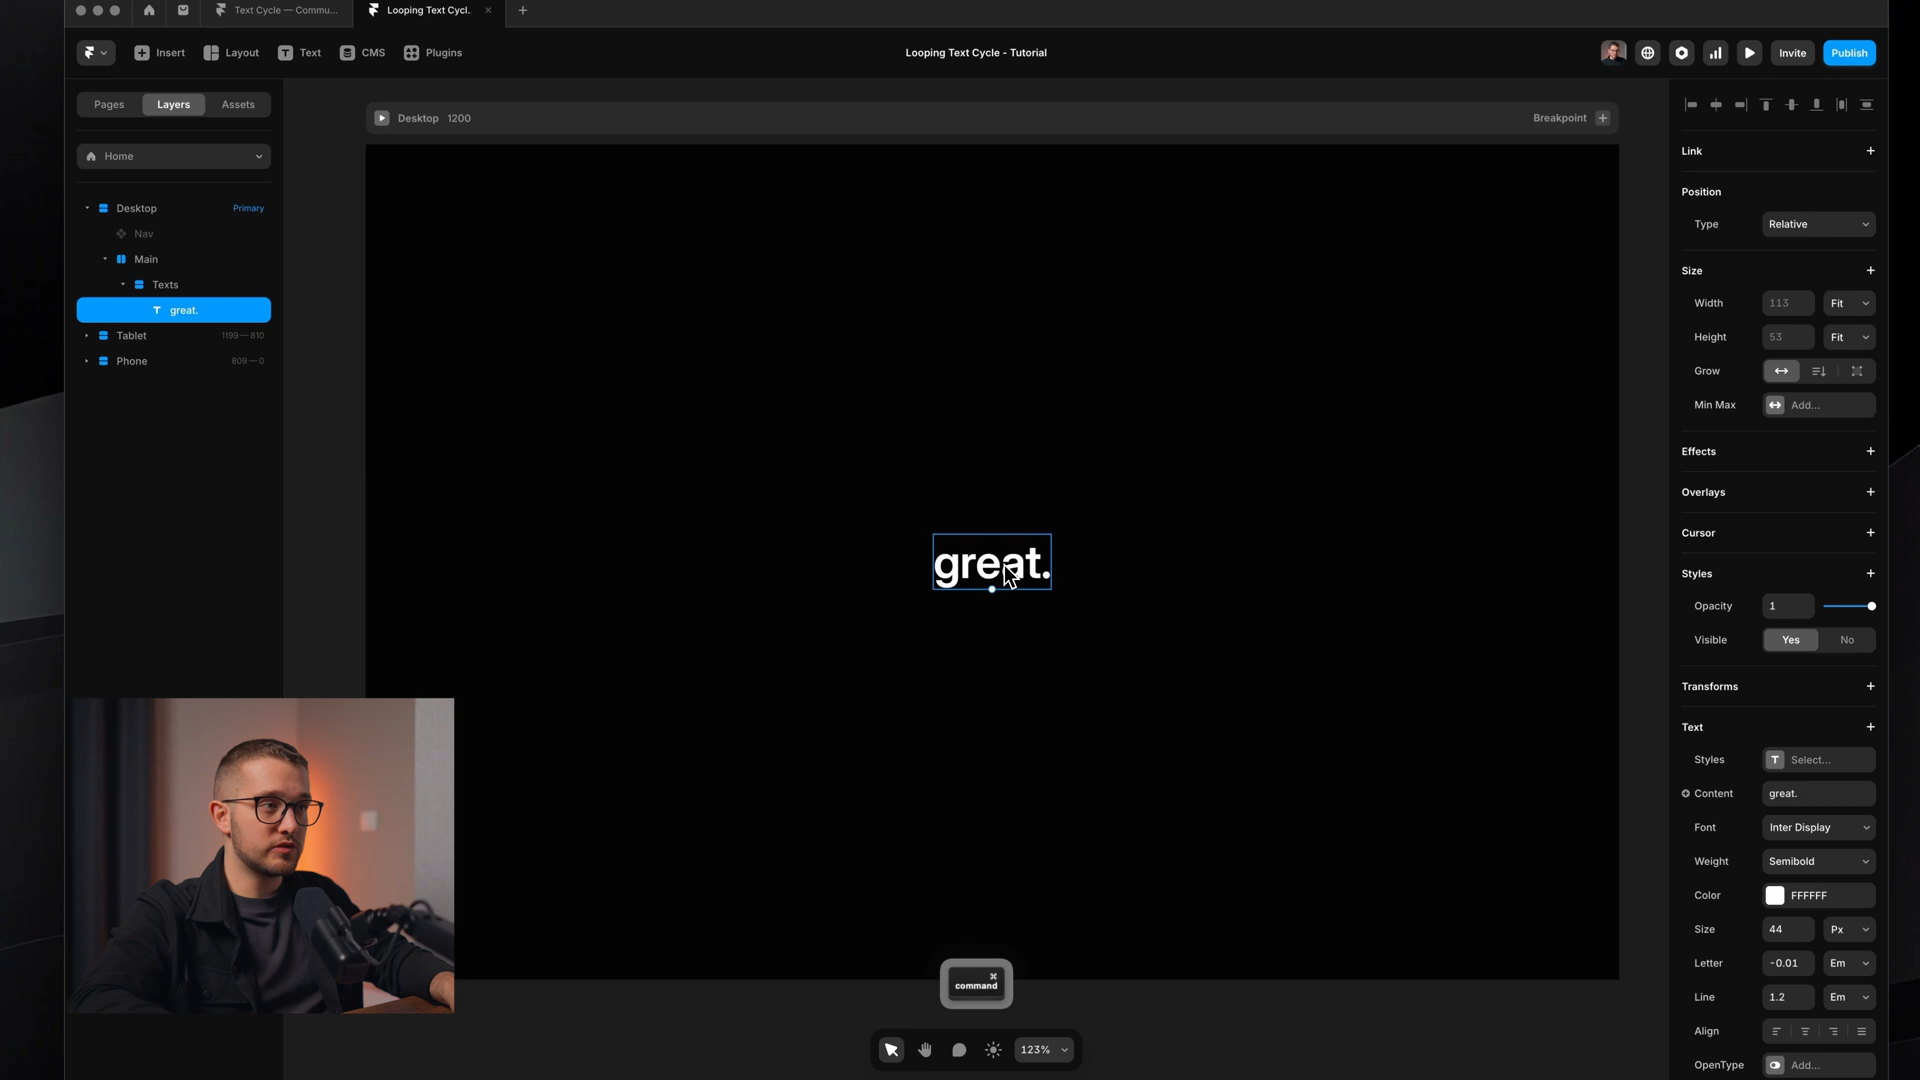 Text Cycle — Commu...
Looping Text Cycl..
Insert
Layout
Text
CMS
Plugins
Looping Text Cycle - Tutorial
Invite
Publish
Pages
Layers
Assets
Desktop 1200
Breakpoint
Home
Link
Position
Desktop
Primary
Type
Relative
Nav
Main
Size
Texts
Width
113
Fit
great.
Tablet
1199—810
Height
53
Fit
Phone
809—0
Grow
Min Max
Add...
Effects
Overlays
Cursor
great.
Styles
Opacity
1
Visible
Yes
No
Transforms
Text
Styles
Select...
Content
great.
Font
Inter Display
Weight
Semibold
Color
FFFFFF
Size
44
Px
Letter
-0.01
Em
⌘
command
Line
1.2
Em
Align
123%
OpenType
Add...